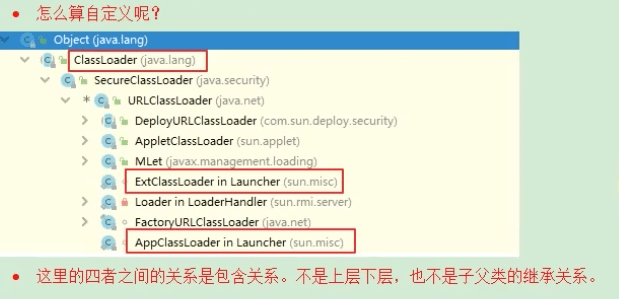 • 怎么算自定义呢？
Object (java.lang)
ClassLoader (java.lang)
SecureClassLoader (java.security)
* URLClassLoader (java.net)
DeployURLClassLoader (com.sun.deploy.security)
AppletClassLoader (sun.applet)
MLet (javax.management.loading)
ExtClassLoader in Launcher (sun.misc)
Loader in LoaderHandler (sun.rmi.server)
FactoryURLClassLoader (java.net)
AppClassLoader in Launcher (sun.misc)
• 这里的四者之间的关系是包含关系。不是上层下层，也不是子父类的继承关系。